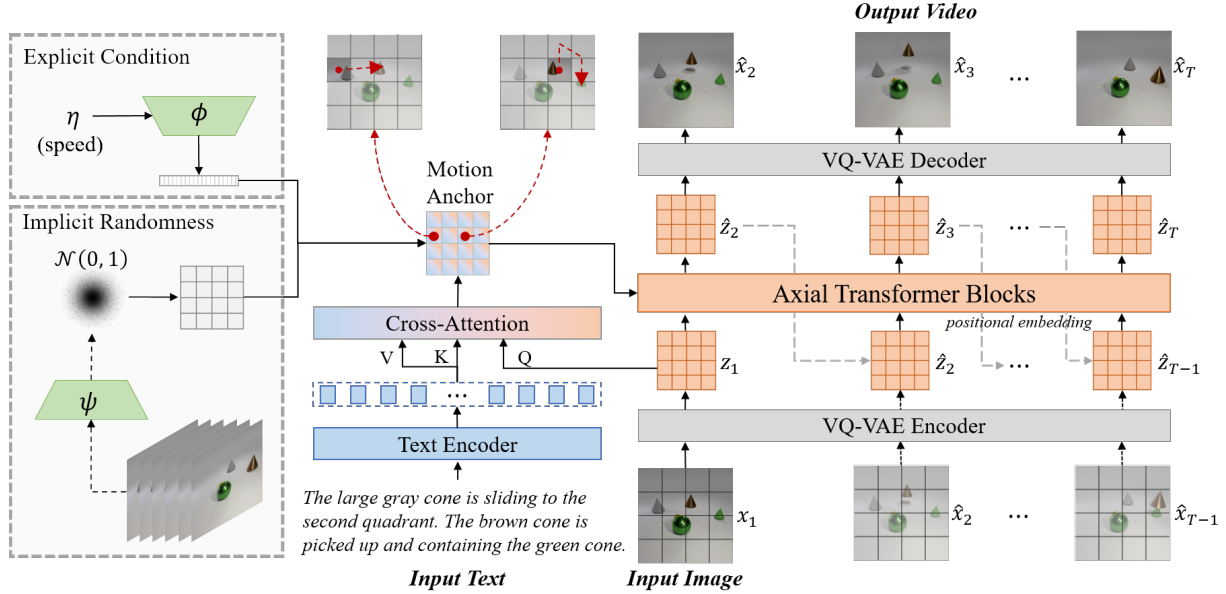 Output Video
Explicit Condition
η
(speed)
ϕ
Implicit Randomness
𝒩(0, 1)
ψ
Motion
Anchor
Cross-Attention
V
K
Q
...
Text Encoder
The large gray cone is sliding to the
second quadrant. The brown cone is
picked up and containing the green cone.
Input Text
x̂₂
x̂₃
...
x̂_T
VQ-VAE Decoder
ẑ₂
ẑ₃
...
ẑ_T
Axial Transformer Blocks
positional embedding
z₁
ẑ₂
...
ẑ_{T−1}
VQ-VAE Encoder
x₁
x̂₂
...
x̂_{T−1}
Input Image